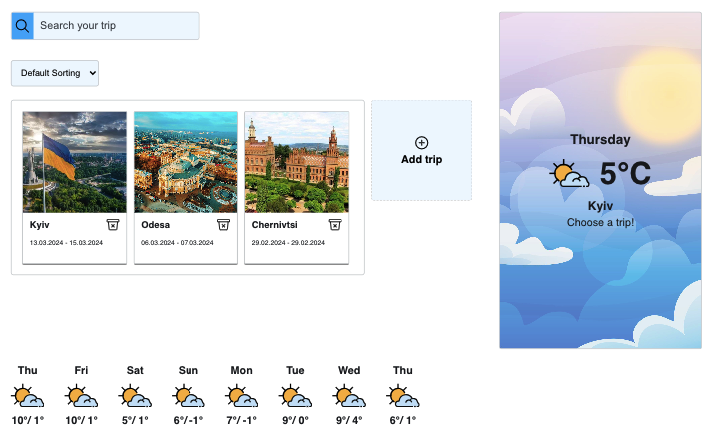 Search your trip
Default Sorting
Add trip
Kyiv
13.03.2024 - 15.03.2024
Odesa
06.03.2024 - 07.03.2024
Chernivtsi
29.02.2024 - 29.02.2024
Thursday
5°C
Kyiv
Choose a trip!
Thu Fri Sat Sun Mon Tue Wed Thu
10°/ 1° 10°/ 1° 5°/ 1° 6°/ -1° 7°/ -1° 9°/ 0° 9°/ 4° 6°/ 1°